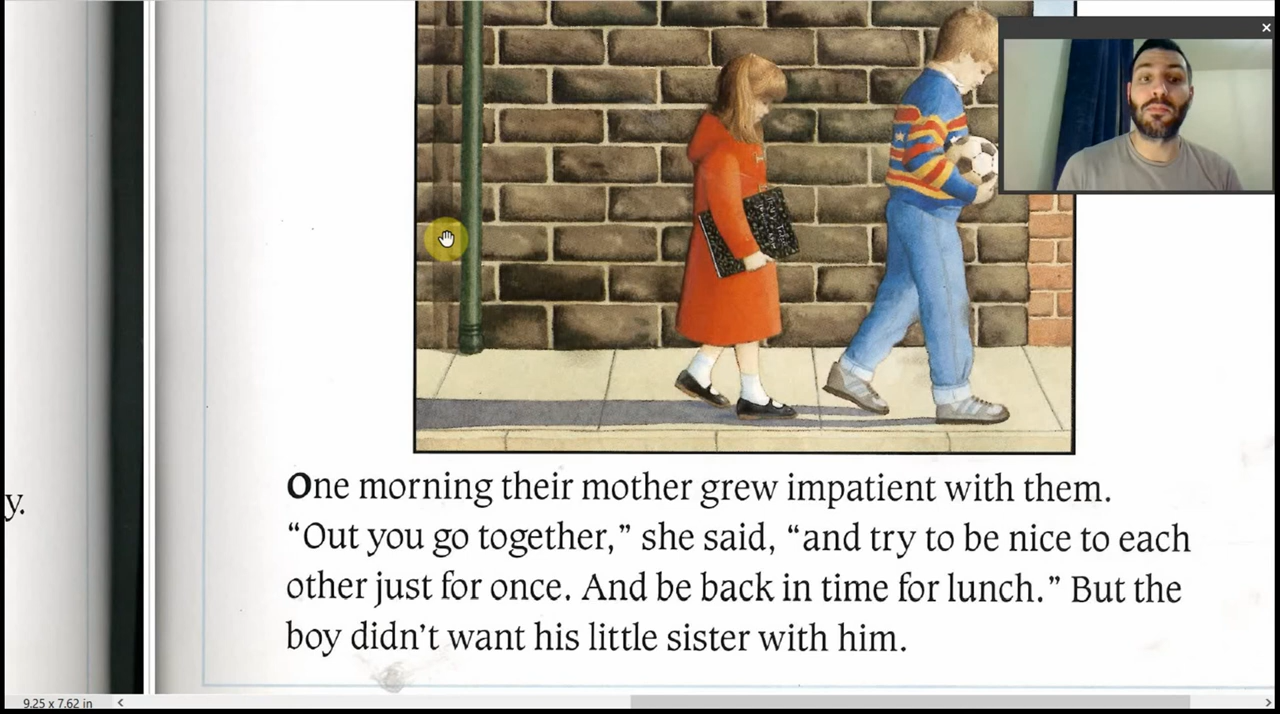 y.
One morning their mother grew impatient with them.
“Out you go together,” she said, “and try to be nice to each
other just for once. And be back in time for lunch.” But the
boy didn’t want his little sister with him.
9.25 x 7.62 in